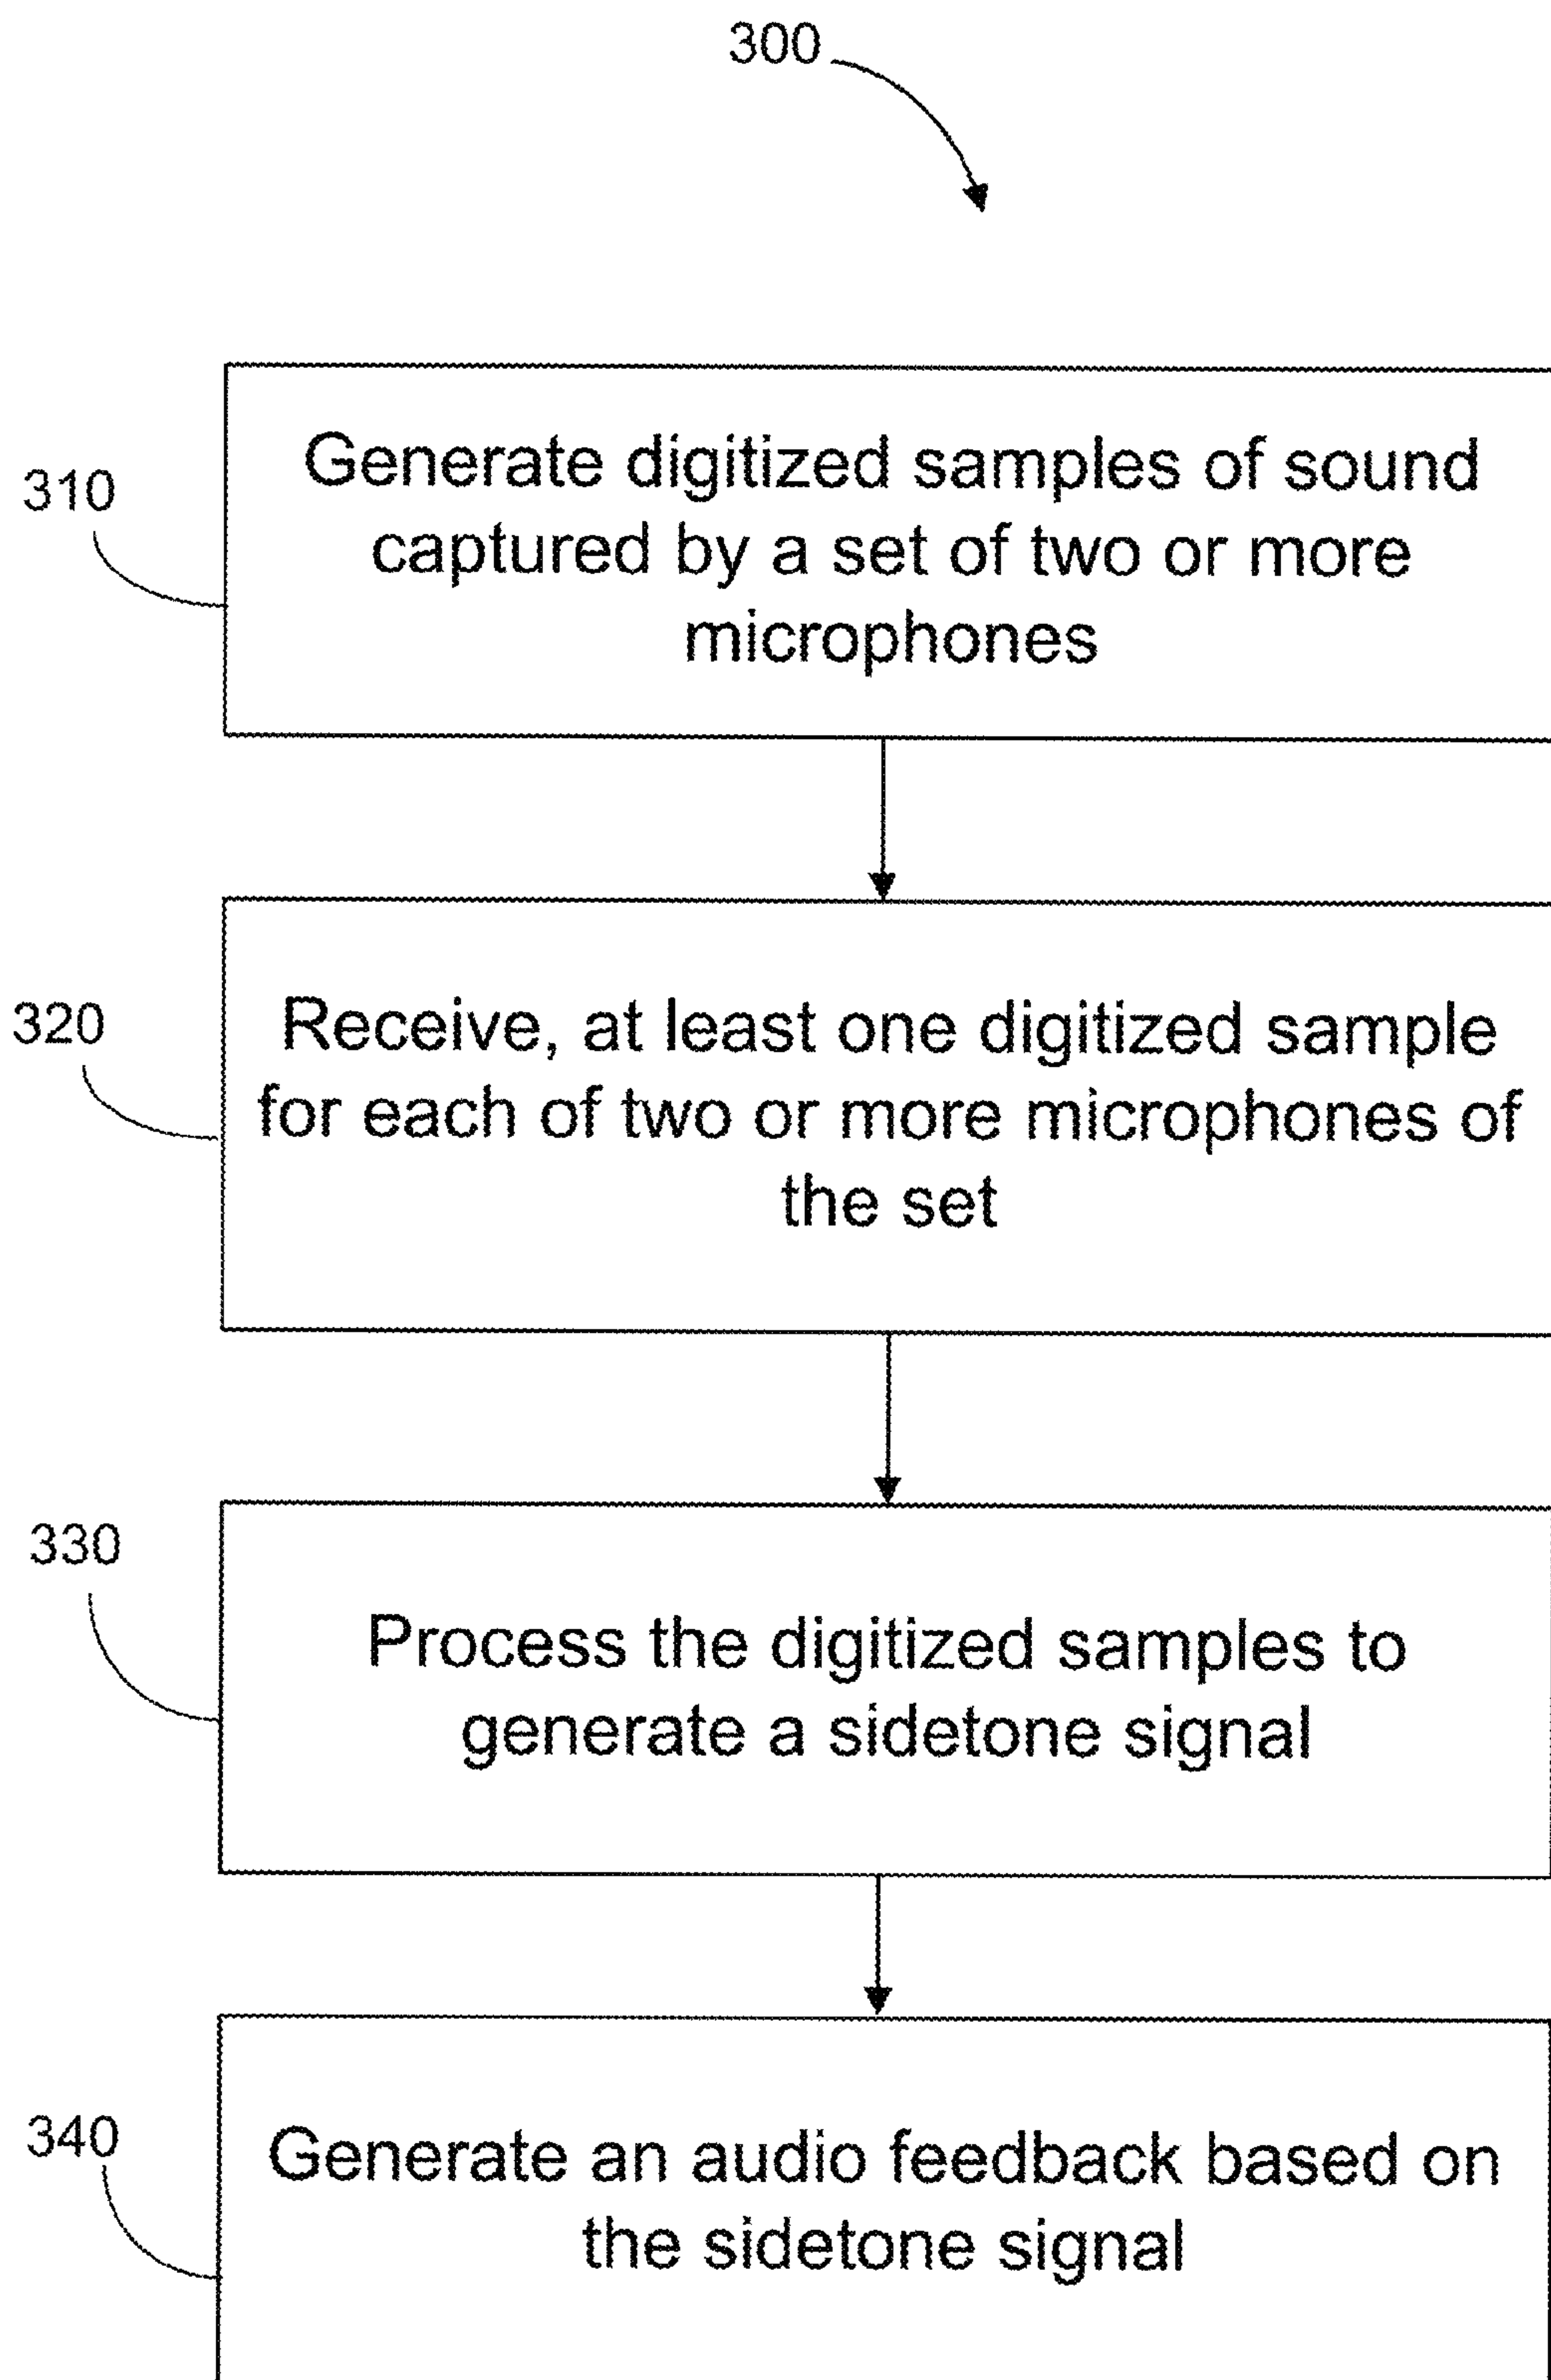 300
310
Generate digitized samples of sound
captured by a set of two or more
microphones
320
Receive, at least one digitized sample
for each of two or more microphones of
the set
330
Process the digitized samples to
generate a sidetone signal
340
Generate an audio feedback based on
the sidetone signal